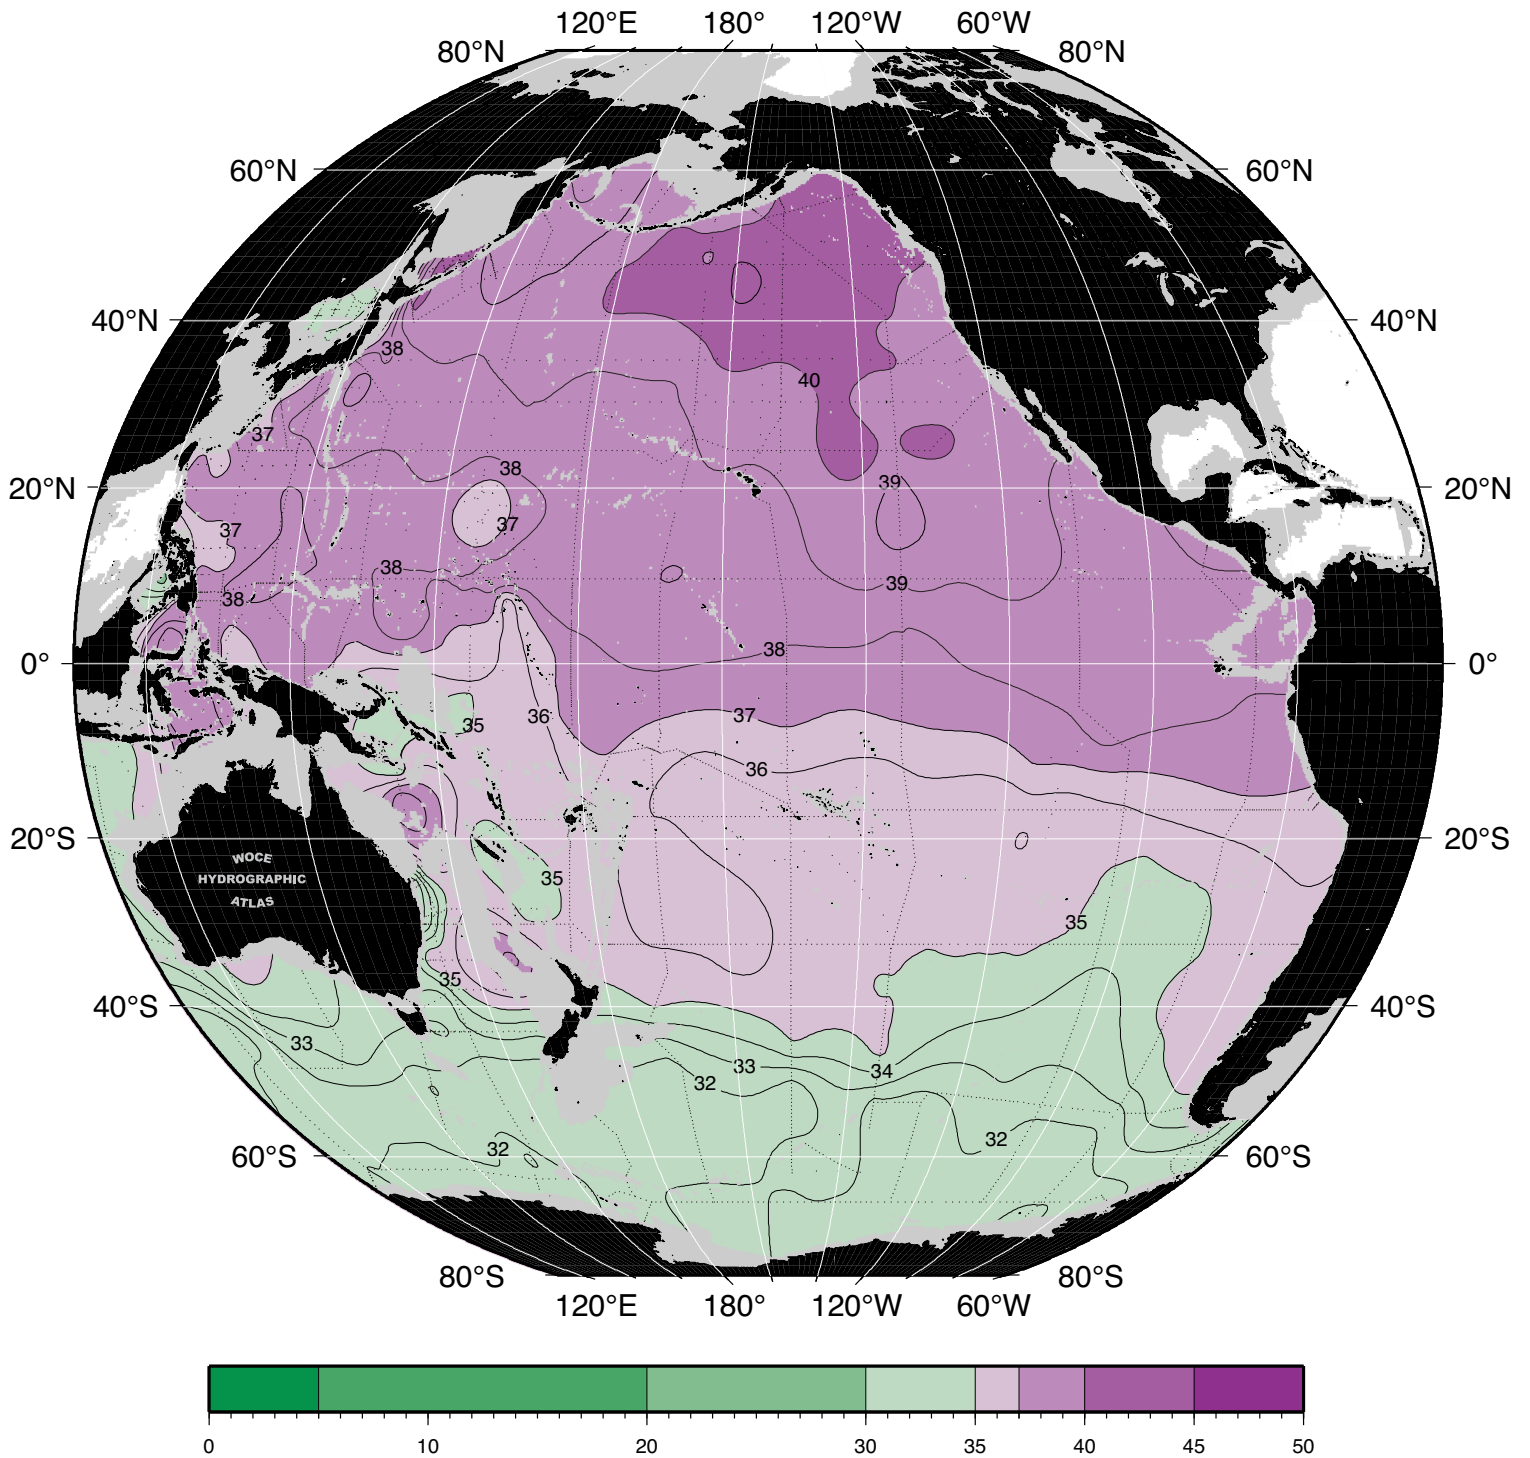 120°E 180° 120°W 60°W
80°N 80°N
60°N 60°N
40°N 40°N
38
40
37
38 39 20°N
20°N
37 37
38 39
38
38
0° 0°
35 36 37
36
20°S 20°S
WOCE
HYDROGRAPHIC
ATLAS
35
35
35
40°S 40°S
33
33 34
32
32 32
60°S 60°S
80°S 80°S
120°E 180° 120°W 60°W
0 10 20 30 35 40 45 50